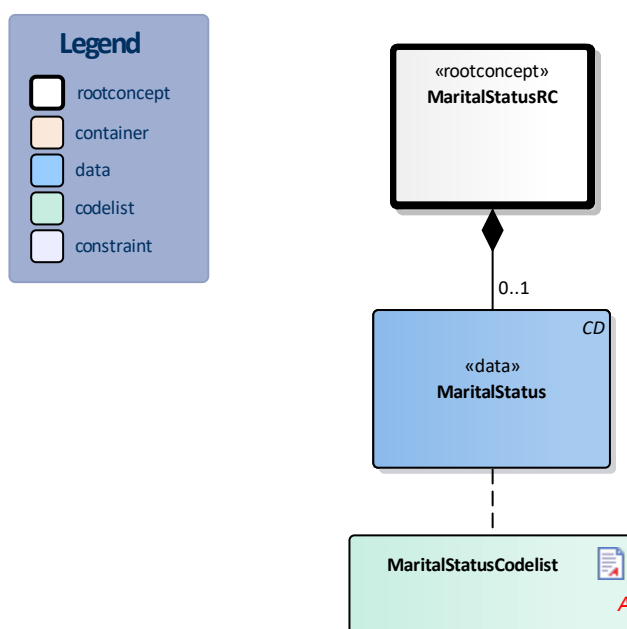 Legend
rootconcept
container
data
codelist
constraint
«rootconcept»
MaritalStatusRC
0..1
CD
«data»
MaritalStatus
MaritalStatusCodelist
A